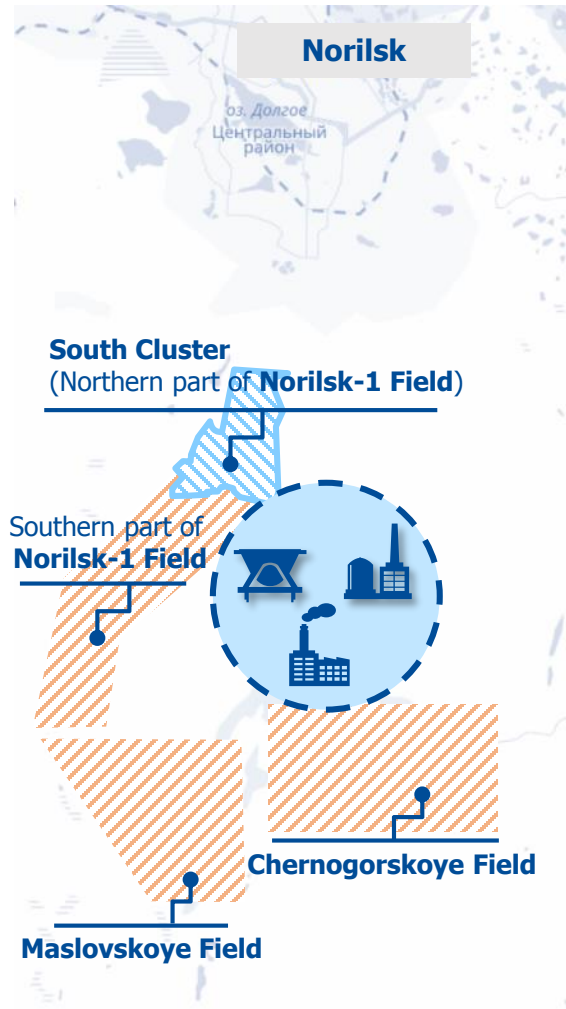 Norilsk
оз. Долгое
Центральный
район
South Cluster
(Northern part of Norilsk-1 Field)
Southern part of
Norilsk-1 Field
Chernogorskoye Field
Maslovskoye Field